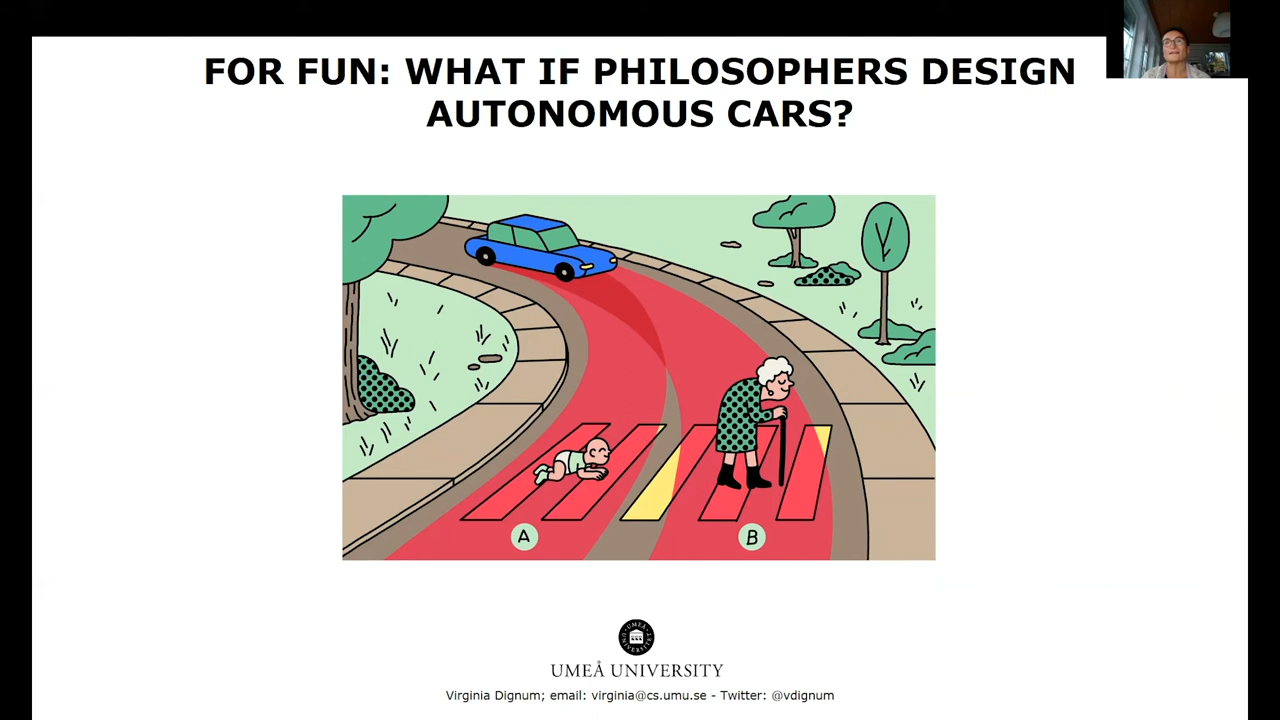 FOR FUN: WHAT IF PHILOSOPHERS DESIGN
AUTONOMOUS CARS?
A
B
UMEÅ UNIVERSITY
Virginia Dignum; email: virginia@cs.umu.se - Twitter: @vdignum